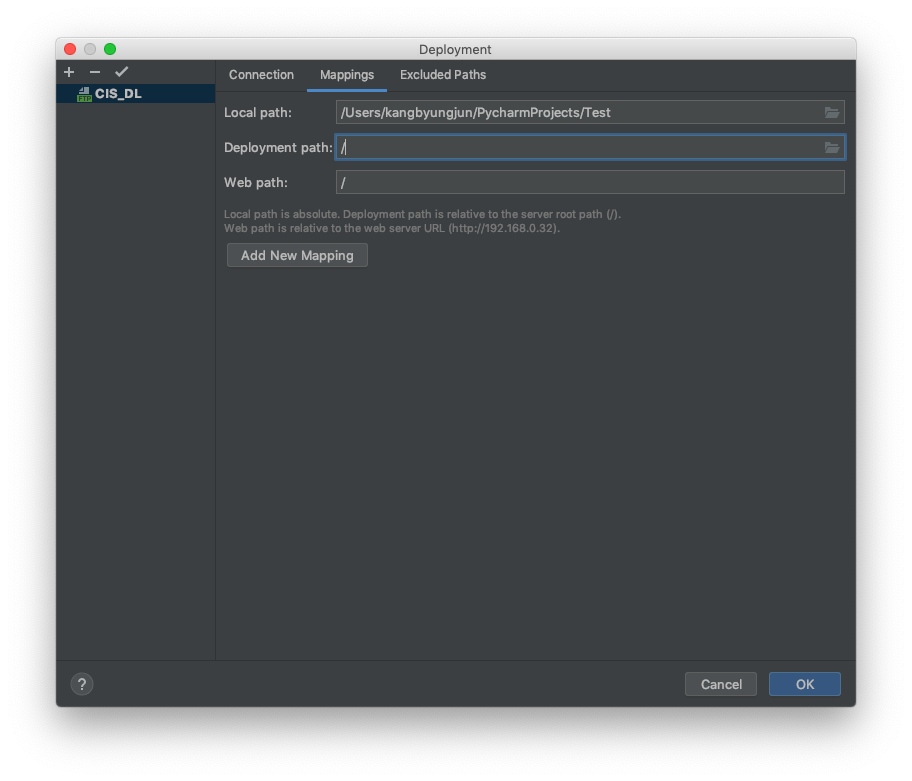 Deployment
Connection Mappings Excluded Paths
FTP CIS_DL
Local path: /Users/kangbyungjun/PycharmProjects/Test
Deployment path: /
Web path: /
Local path is absolute. Deployment path is relative to the server root path (/).
Web path is relative to the web server URL (http://192.168.0.32).
Add New Mapping
? Cancel OK